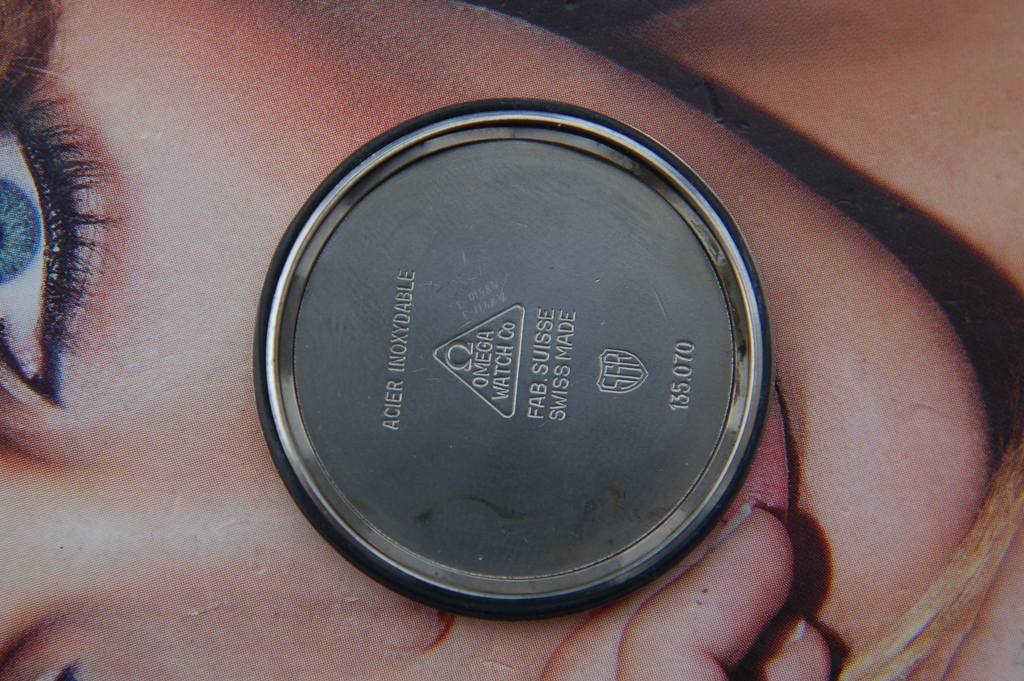 ACIER INOXYDABLE
Ω
OMEGA
WATCH Co
FAB. SUISSE
SWISS MADE
135.070